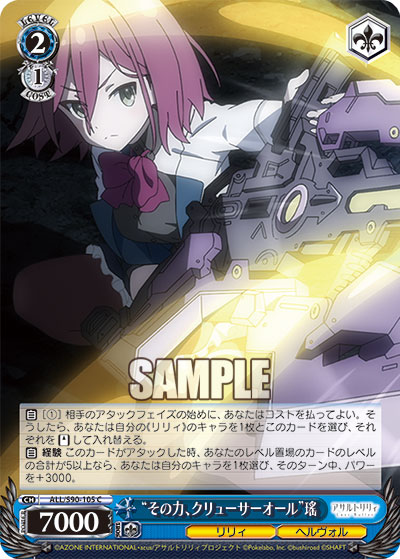 LEVEL
2
1
COST
SAMPLE
［①］ 相手のアタックフェイズの始めに、あなたはコストを払ってよい。そ
うしたら、あなたは自分の《リリィ》のキャラを1枚とこのカードを選び、それ
ぞれを して入れ替える。
経験 このカードがアタックした時、あなたのレベル置場のカードのレベル
の合計が5以上なら、あなたは自分のキャラを1枚選び、そのターン中、パワー
を＋3000。
CH
ALL/S90-105 C
7000
“その力、クリューサーオール”瑤
アサルトリリィ
リリィ
ヘルヴォル
©AZONE INTERNATIONAL・acus/アサルトリリィプロジェクト ©Pokelabo, Inc. ©bushiroad ©SHAFT